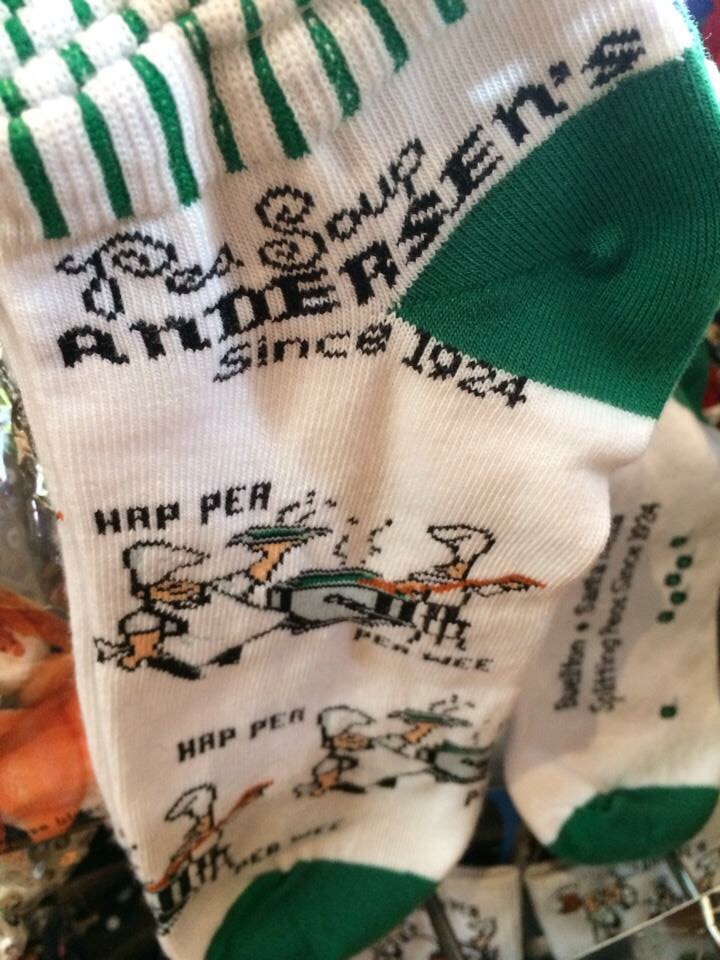 Pea Soup
ANDERSEN'S
Since 1924
HAP PEA
PEA WEE
HAP PEA
PEA WEE
Buellton + Santa
Splitting Peas Since 1924